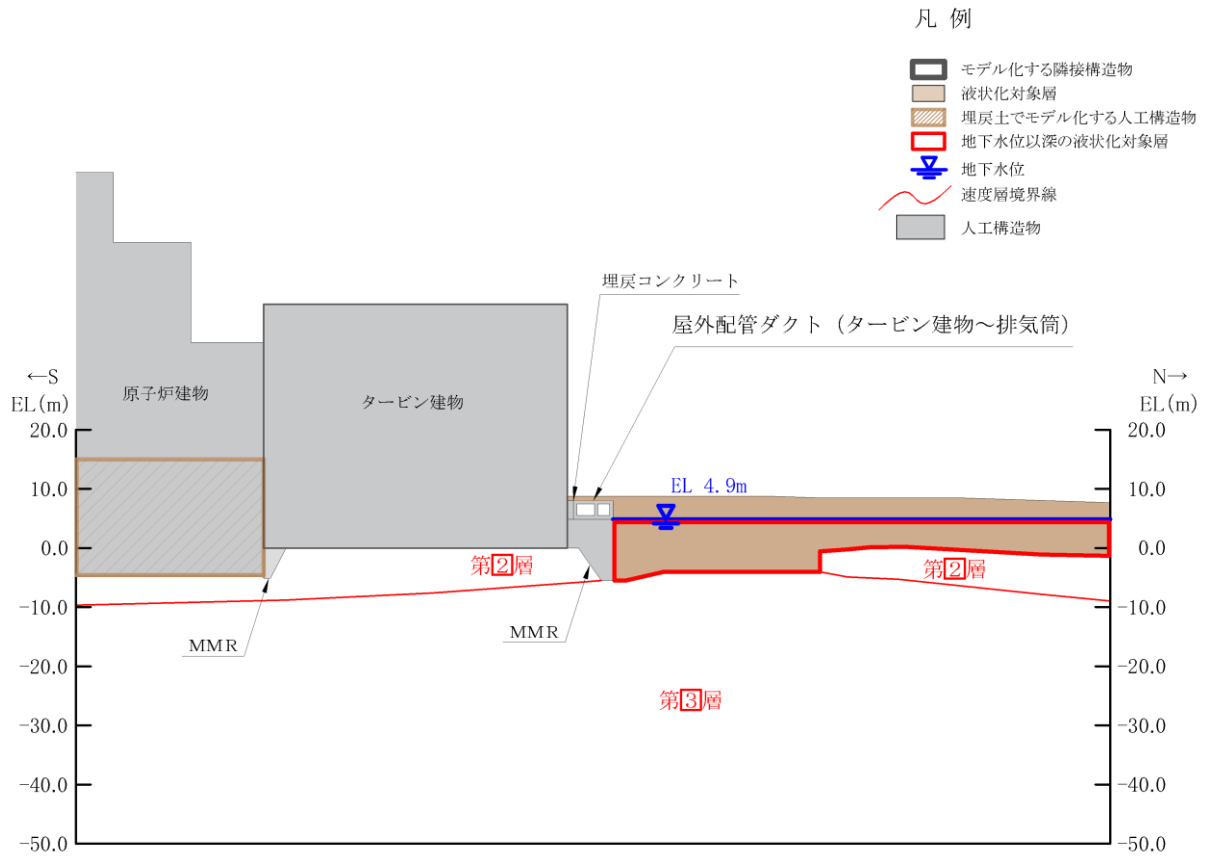 凡 例
モデル化する隣接構造物
液状化対象層
埋戻土でモデル化する人工構造物
地下水位以深の液状化対象層
地下水位
速度層境界線
人工構造物
埋戻コンクリート
屋外配管ダクト（タービン建物～排気筒）
←S
EL(m)
N→
EL(m)
原子炉建物
タービン建物
20.0
20.0
10.0
EL 4.9m
10.0
0.0
0.0
第2層
第2層
-10.0
-10.0
MMR
MMR
-20.0
-20.0
第3層
-30.0
-30.0
-40.0
-40.0
-50.0
-50.0